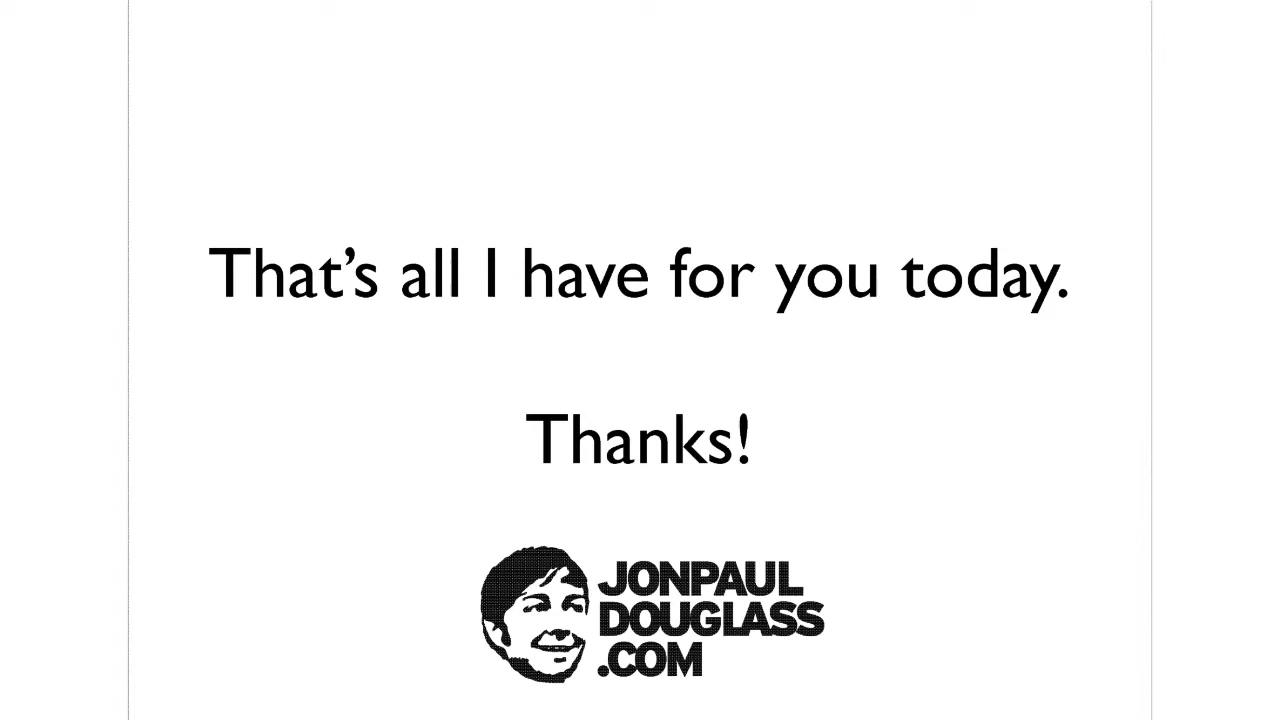 That’s all I have for you today.
Thanks!
JONPAUL
DOUGLASS
.COM